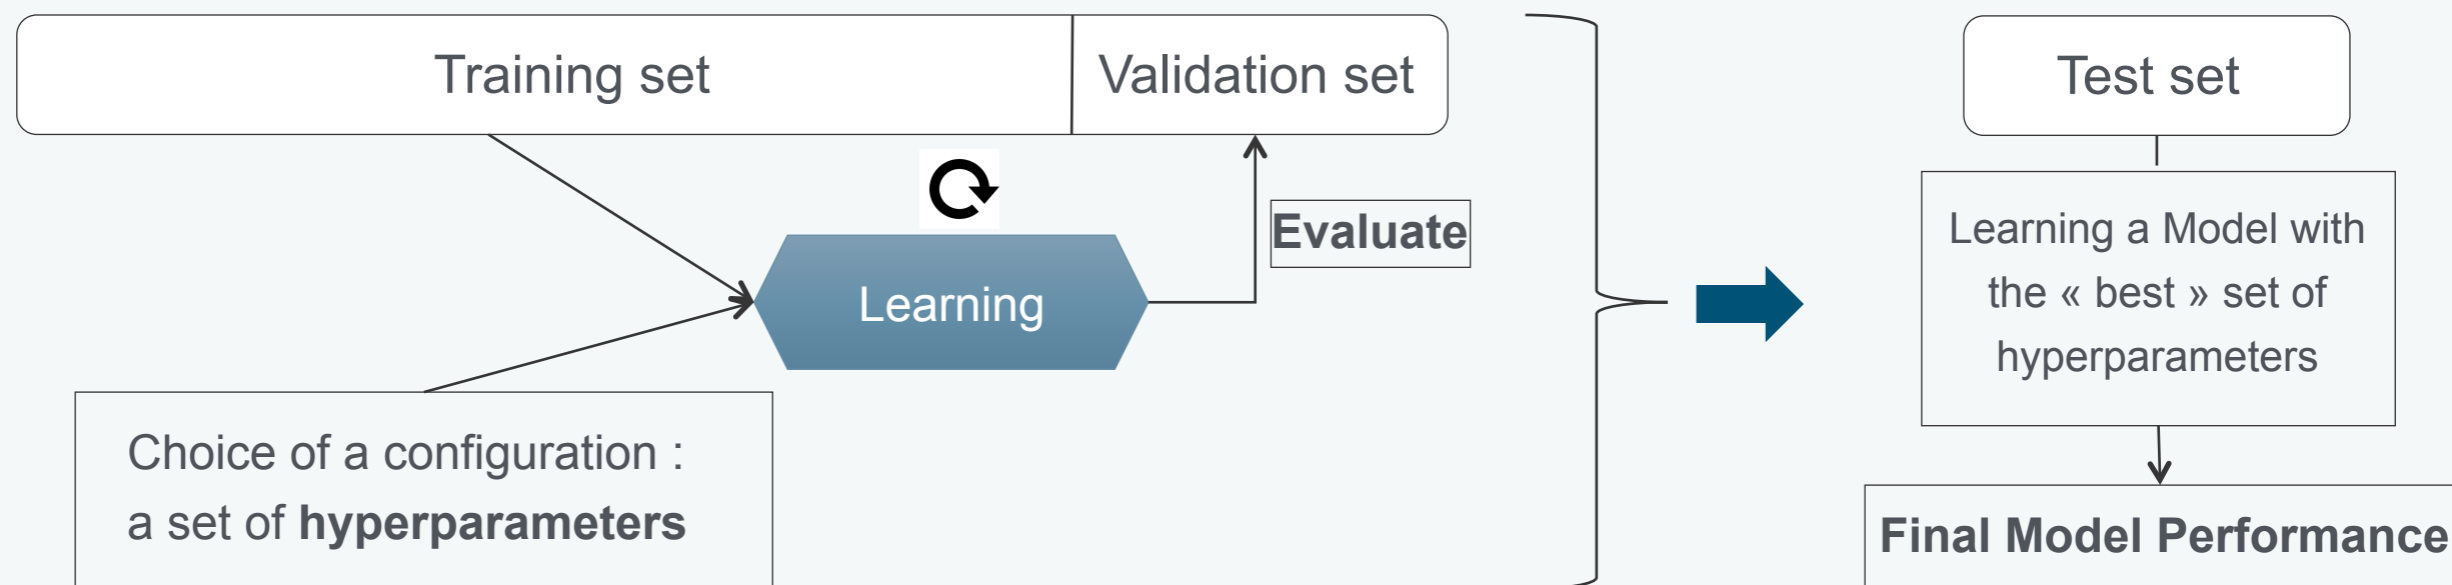 Training set
Validation set
Test set
Evaluate
Learning
Choice of a configuration :
a set of hyperparameters
Learning a Model with
the « best » set of
hyperparameters
Final Model Performance